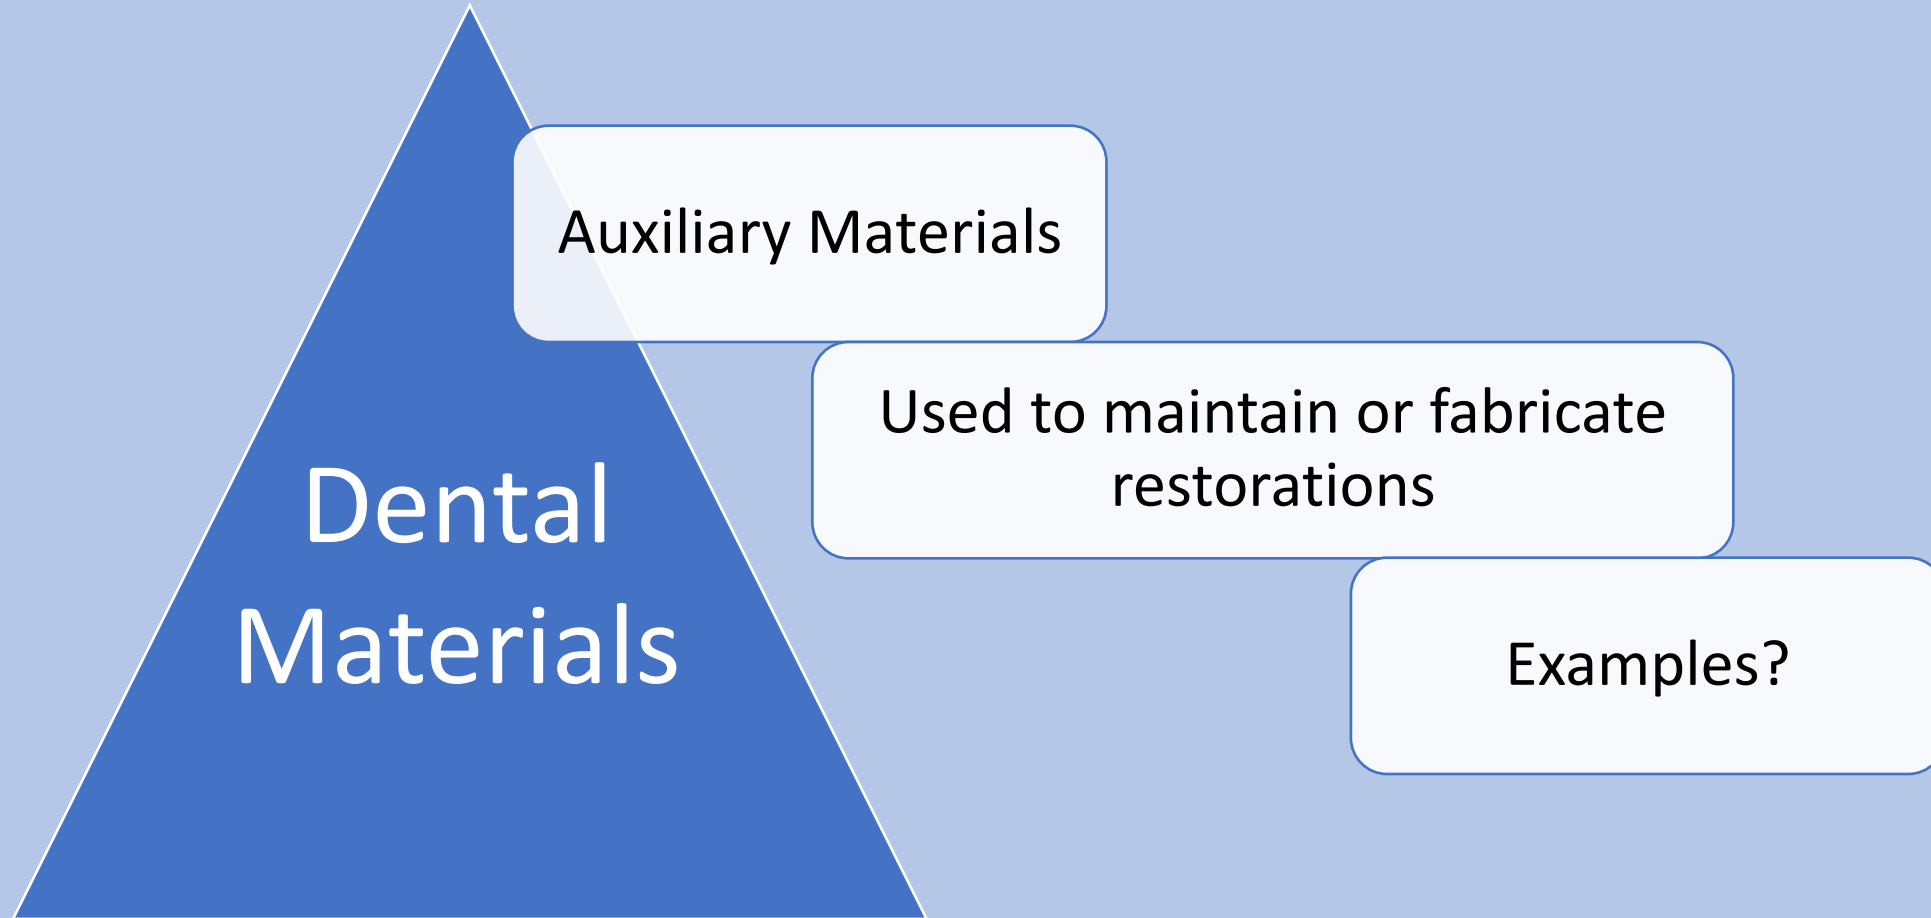 Dental
Materials
Auxiliary Materials
Used to maintain or fabricate
restorations
Examples?